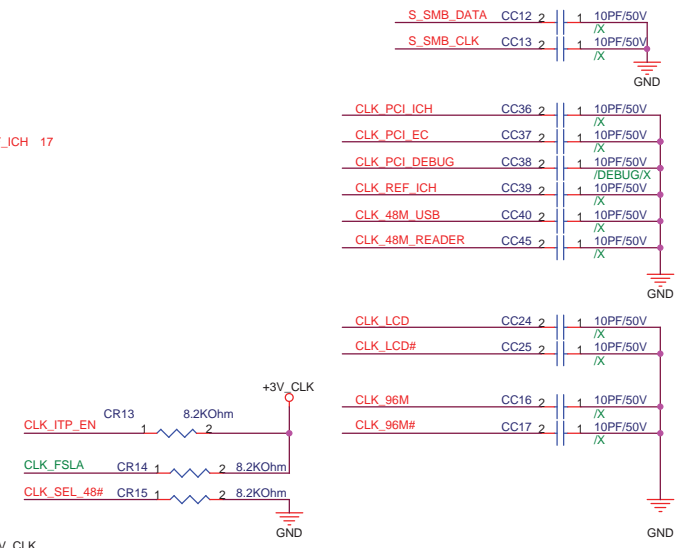 S_SMB_DATA CC12 2 1 10PF/50V
/X
S_SMB_CLK CC13 2 1 10PF/50V
/X
GND
CLK_PCI_ICH CC36 2 1 10PF/50V
/X
_ICH 17
CLK_PCI_EC CC37 2 1 10PF/50V
/X
CLK_PCI_DEBUG CC38 2 1 10PF/50V
/DEBUG/X
CLK_REF_ICH CC39 2 1 10PF/50V
/X
CLK_48M_USB CC40 2 1 10PF/50V
/X
CLK_48M_READER CC45 2 1 10PF/50V
/X
GND
CLK_LCD CC24 2 1 10PF/50V
/X
CLK_LCD# CC25 2 1 10PF/50V
/X
+3V_CLK
CLK_96M CC16 2 1 10PF/50V
/X
CLK_ITP_EN CR13 1 2 8.2KOhm
CLK_96M# CC17 2 1 10PF/50V
/X
CLK_FSLA CR14 1 2 8.2KOhm
CLK_SEL_48# CR15 1 2 8.2KOhm
GND
GND
V_CLK